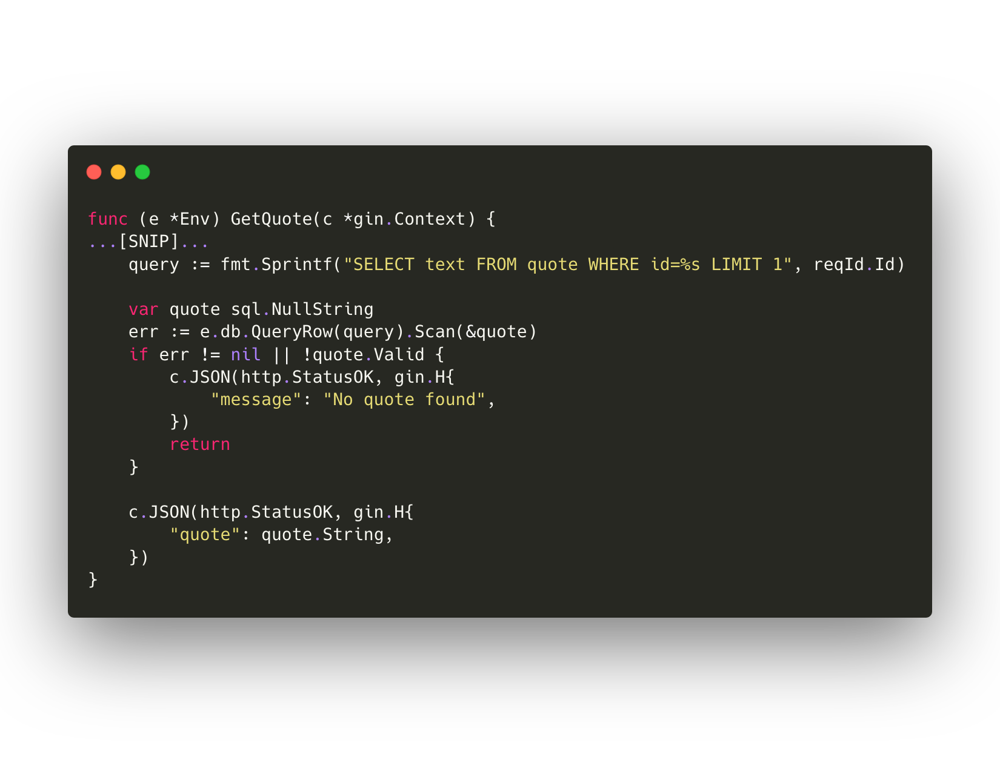 func (e *Env) GetQuote(c *gin.Context) {
...[SNIP]...
    query := fmt.Sprintf("SELECT text FROM quote WHERE id=%s LIMIT 1", reqId.Id)

    var quote sql.NullString
    err := e.db.QueryRow(query).Scan(&quote)
    if err != nil || !quote.Valid {
        c.JSON(http.StatusOK, gin.H{
            "message": "No quote found",
        })
        return
    }

    c.JSON(http.StatusOK, gin.H{
        "quote": quote.String,
    })
}